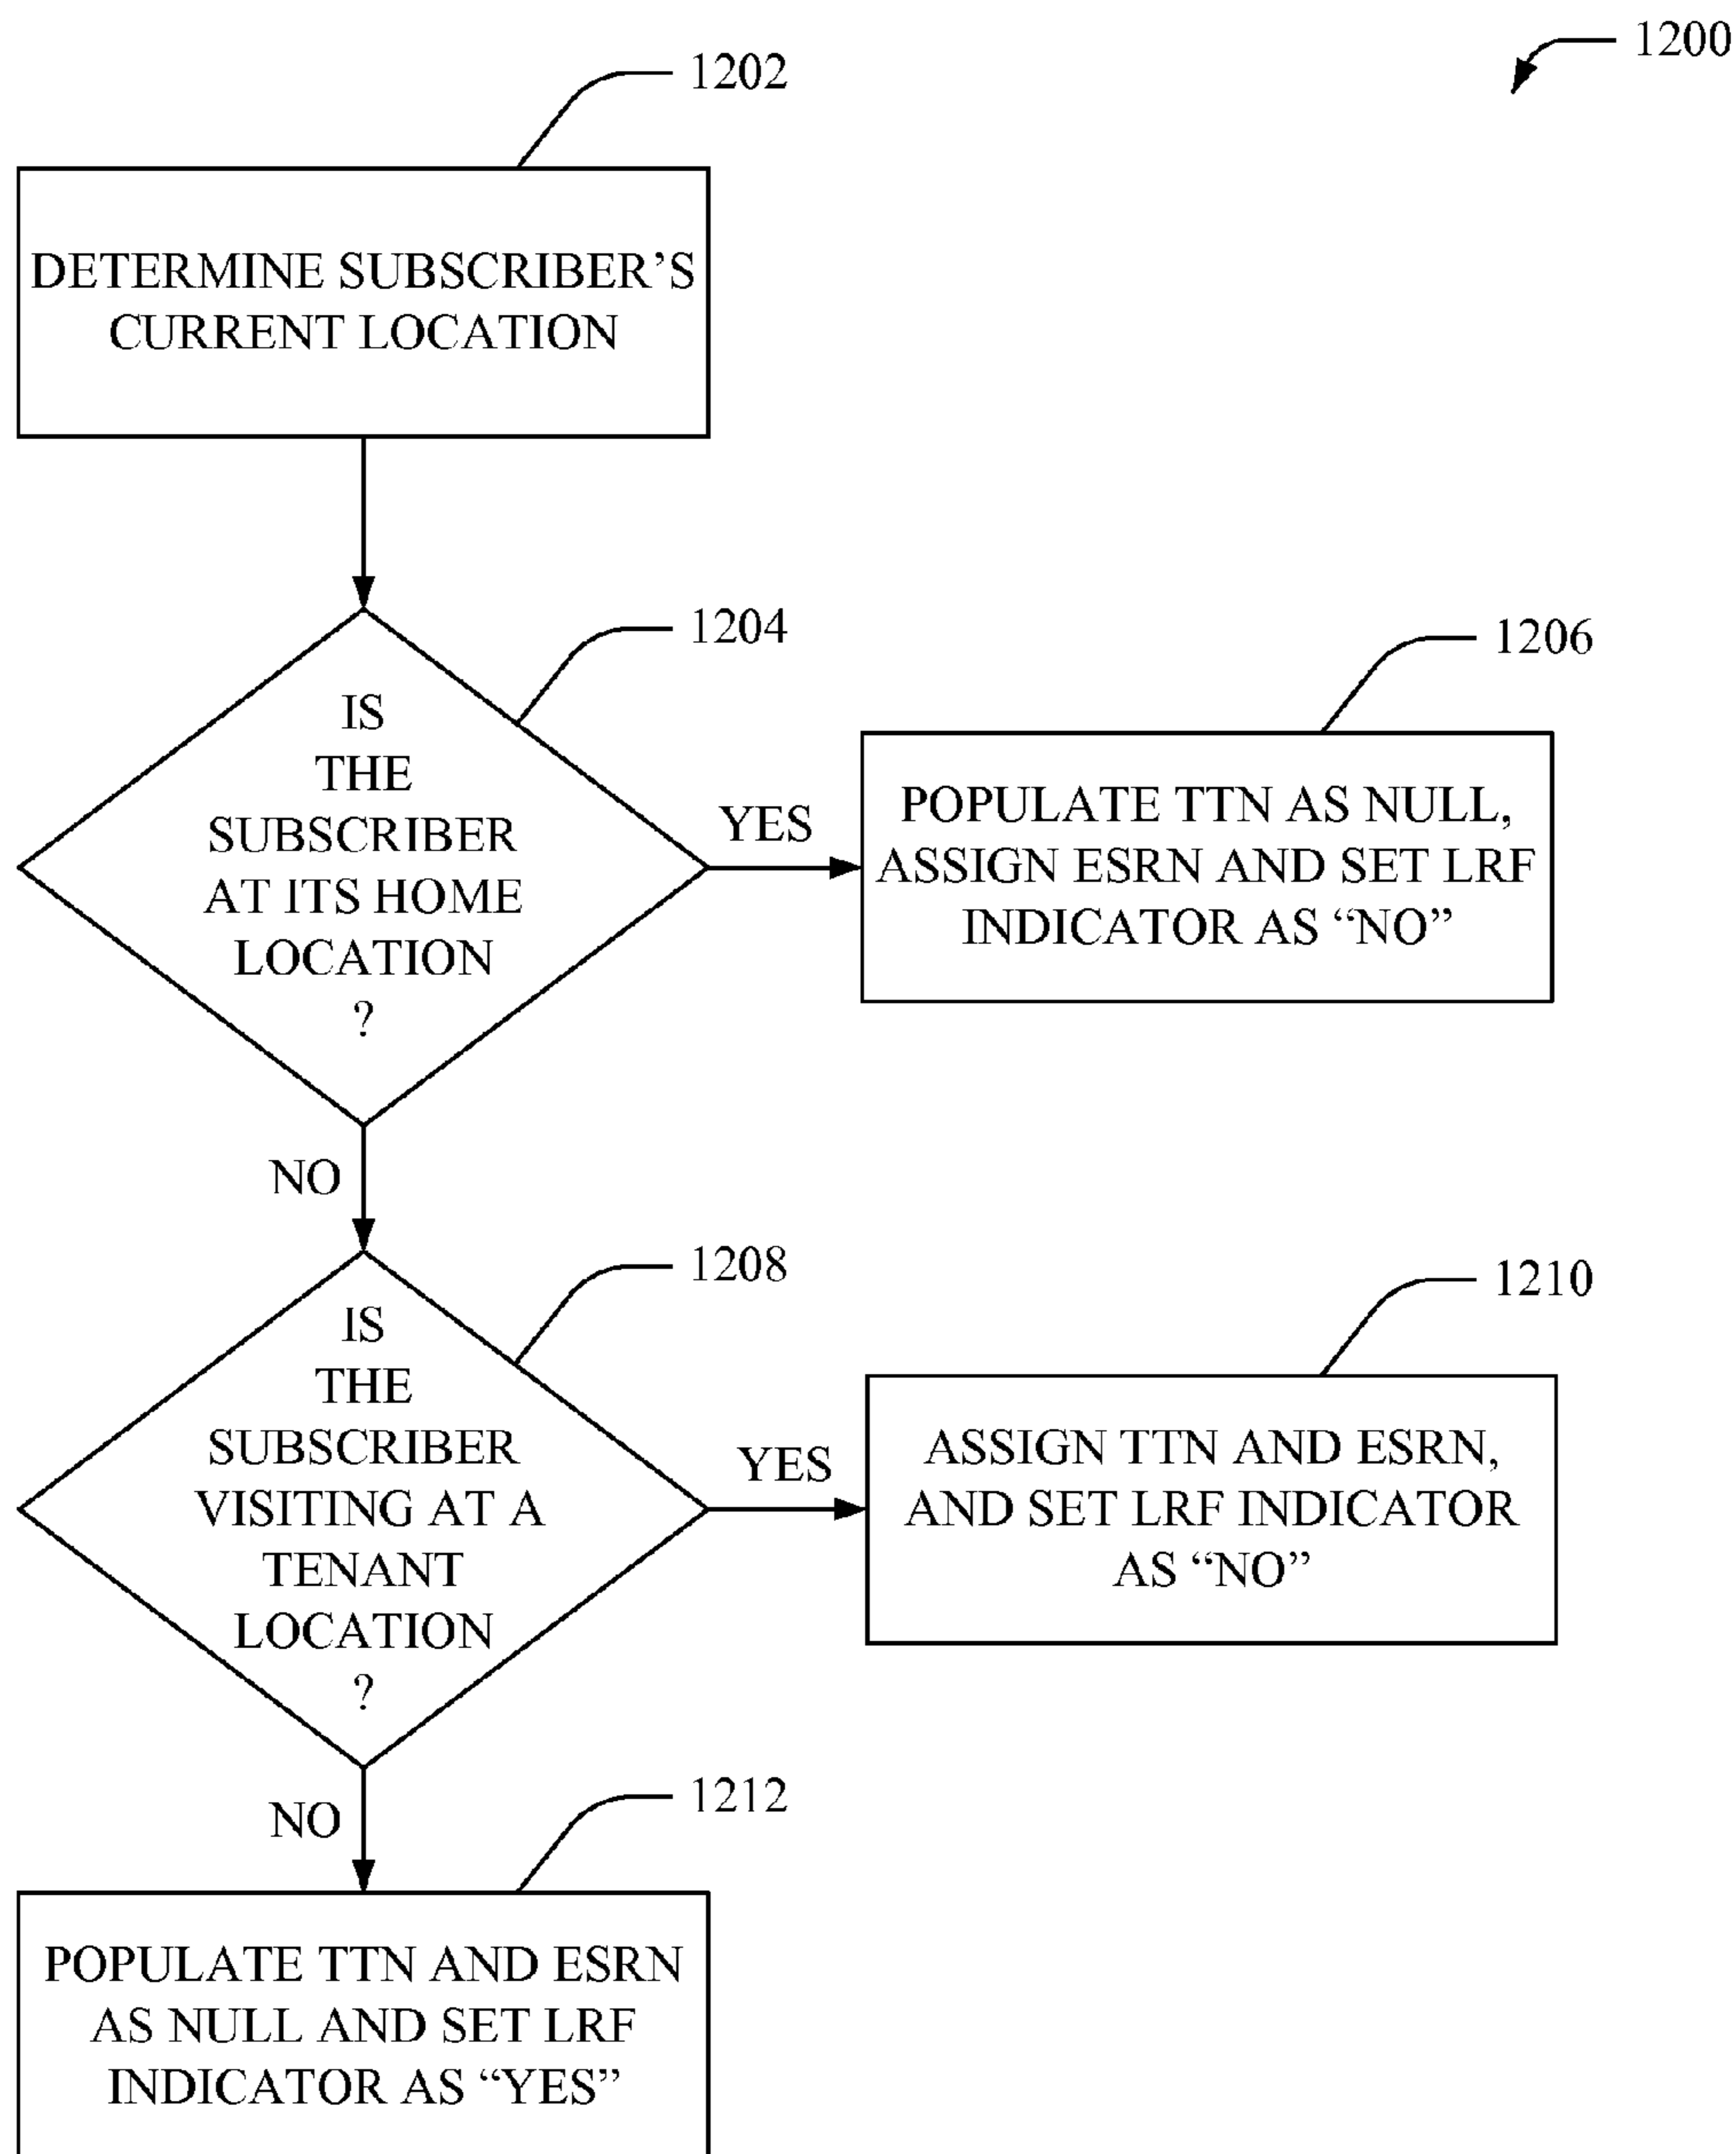 1200
1202
DETERMINE SUBSCRIBER'S
CURRENT LOCATION
1204
IS
THE
SUBSCRIBER
AT ITS HOME
LOCATION
?
YES
1206
POPULATE TTN AS NULL,
ASSIGN ESRN AND SET LRF
INDICATOR AS “NO”
NO
1208
IS
THE
SUBSCRIBER
VISITING AT A
TENANT
LOCATION
?
YES
1210
ASSIGN TTN AND ESRN,
AND SET LRF INDICATOR
AS “NO”
NO
1212
POPULATE TTN AND ESRN
AS NULL AND SET LRF
INDICATOR AS “YES”